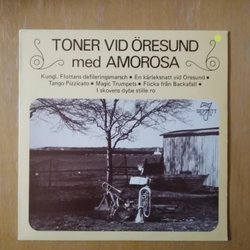 TONER VID ÖRESUND
med AMOROSA
Kungl. Flottans defileringsmarsch • En kärleksnatt vid Öresund •
Tango Pizzicato • Magic Trumpets • Flicka från Backafall •
I skovens dybe stille ro